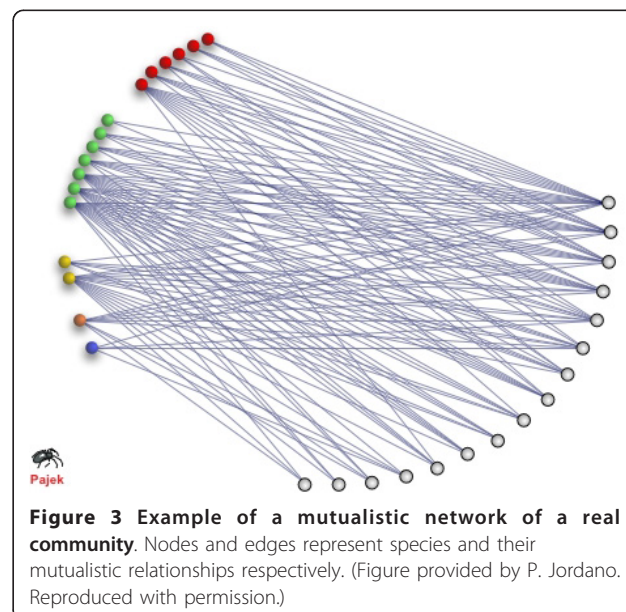 Pajek
Figure 3 Example of a mutualistic network of a real
community. Nodes and edges represent species and their
mutualistic relationships respectively. (Figure provided by P. Jordano.
Reproduced with permission.)